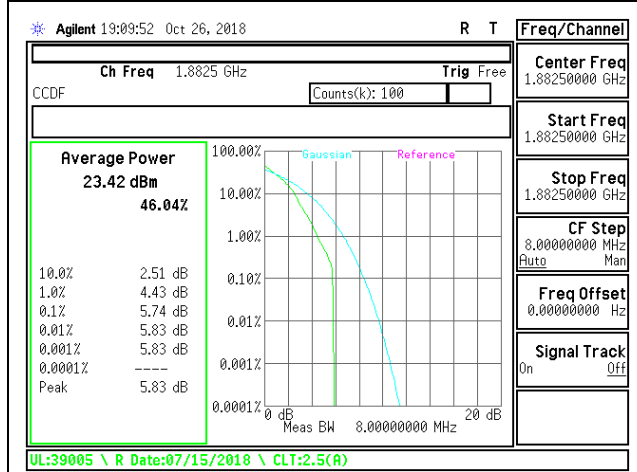 Agilent 19:09:52 Oct 26, 2018 R T
Ch Freq 1.8825 GHz Trig Free
CCDF Counts(k): 100
Average Power
23.42 dBm
46.04%
10.0% 2.51 dB
1.0% 4.43 dB
0.1% 5.74 dB
0.01% 5.83 dB
0.001% 5.83 dB
0.0001% ----
Peak 5.83 dB
100.00% Gaussian Reference
10.00%
1.00%
0.10%
0.01%
0.001%
0.0001%
0 dB 20 dB
Meas BW 8.00000000 MHz
Freq/Channel
Center Freq
1.88250000 GHz
Start Freq
1.88250000 GHz
Stop Freq
1.88250000 GHz
CF Step
8.00000000 MHz
Auto Man
Freq Offset
0.00000000 Hz
Signal Track
On Off
UL:39005 \ R Date:07/15/2018 \ CLT:2.5(A)